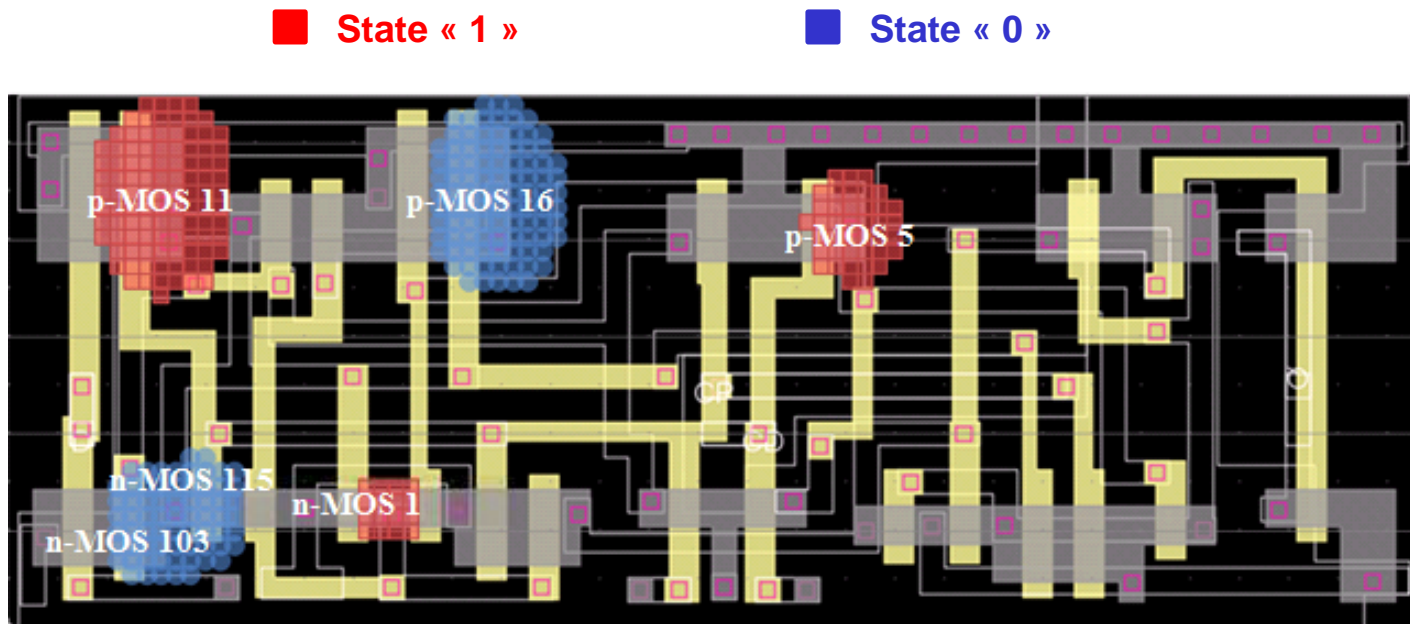 State « 1 » State « 0 »
p-MOS 11 p-MOS 16
p-MOS 5
CP
n-MOS 115
n-MOS 1
n-MOS 103